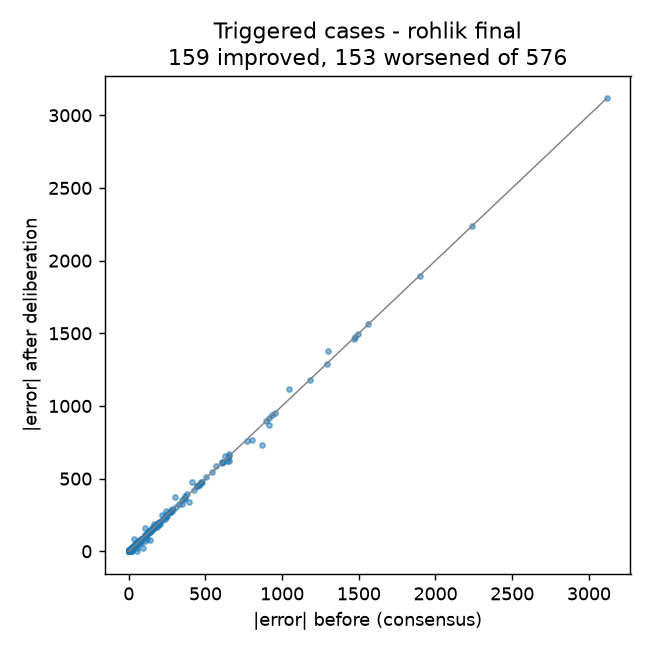 Triggered cases - rohlik final
159 improved, 153 worsened of 576
|error| after deliberation
3000
2500
2000
1500
1000
500
0
0 500 1000 1500 2000 2500 3000
|error| before (consensus)